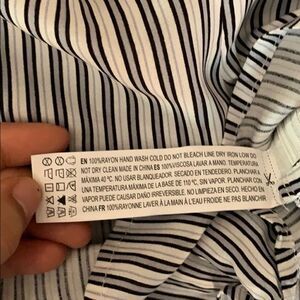 EN 100%RAYON HAND WASH COLD DO NOT BLEACH LINE DRY IRON LOW DO
NOT DRY CLEAN MADE IN CHINA ES 100%VISCOSA LAVAR A MANO. TEMPERATURA
MÁXIMA 40 ºC. NO USAR BLANQUEADOR. SECADO EN TENDEDERO. PLANCHAR A
UNA TEMPERATURA MÁXIMA DE LA BASE DE 110 ºC, SIN VAPOR. PLANCHAR CON
VAPOR PUEDE CAUSAR DAÑO IRREVERSIBLE. NO LIMPIEZA EN SECO. HECHO EN
CHINA FR 100%RAYONNE LAVER À LA MAIN À L'EAU FROIDE NE PAS BLANCHIR